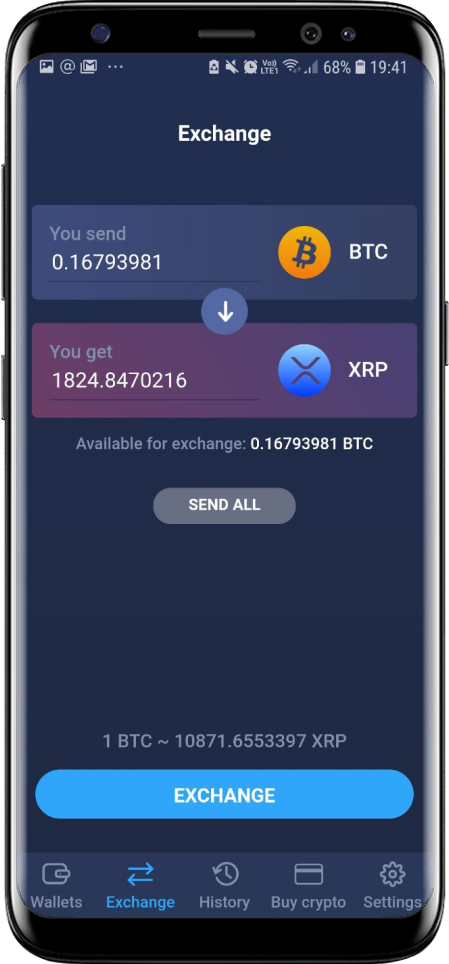 @ ... Vo)) LTE1 68% 19:41
Exchange
You send
0.16793981
BTC
You get
1824.8470216
XRP
Available for exchange: 0.16793981 BTC
SEND ALL
1 BTC ~ 10871.6553397 XRP
EXCHANGE
Wallets Exchange History Buy crypto Settings